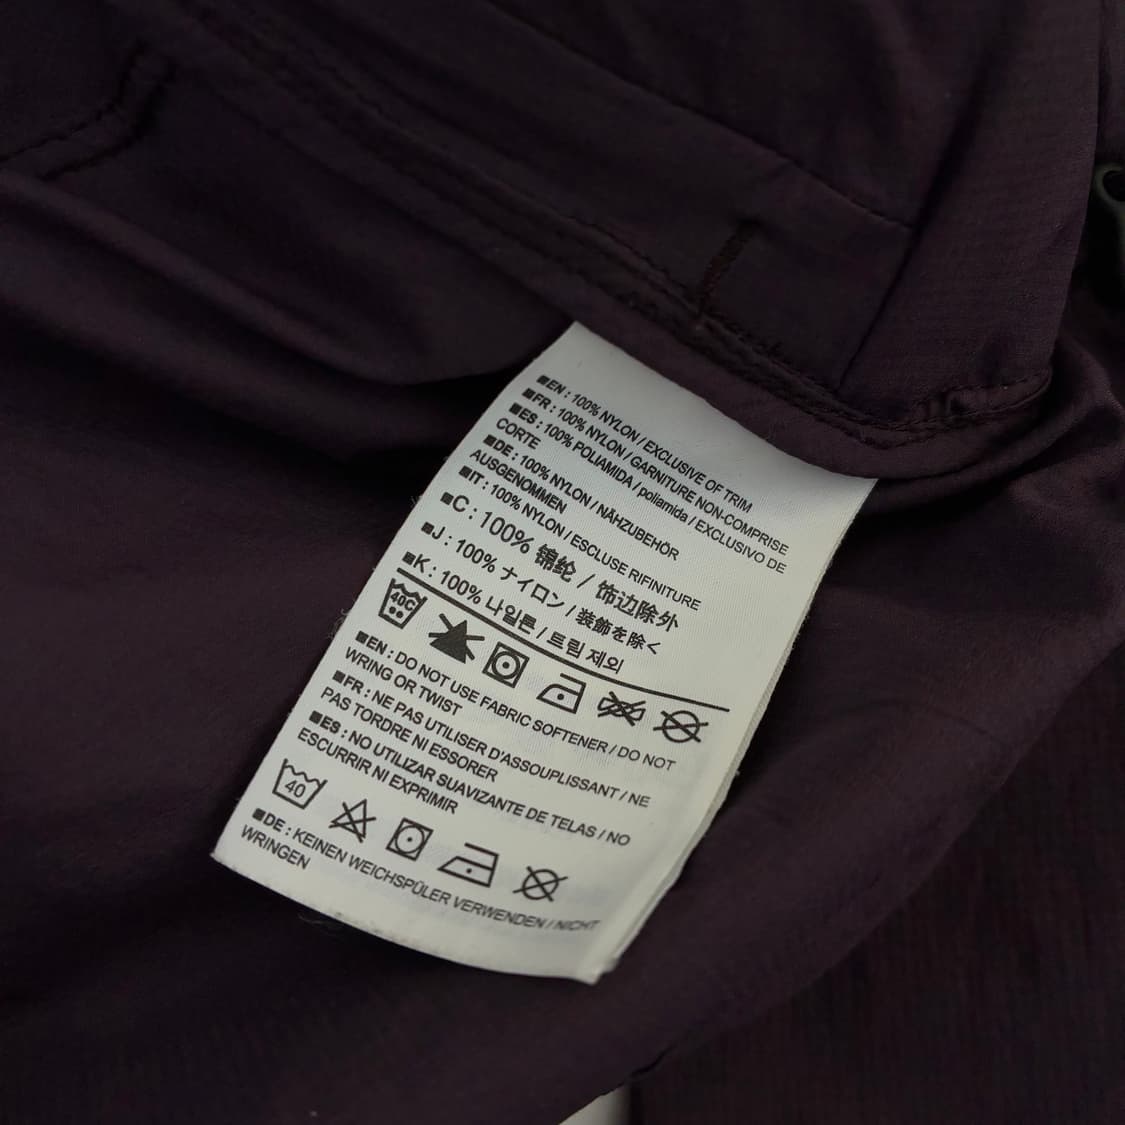 ■EN : 100% NYLON / EXCLUSIVE OF TRIM
■FR : 100% NYLON / GARNITURE NON-COMPRISE
■ES : 100% POLIAMIDA / poliamida / EXCLUSIVO DE
CORTE
■DE : 100% NYLON / NÄHZUBEHÖR
AUSGENOMMEN
■IT : 100% NYLON / ESCLUSE RIFINITURE
■C : 100% 锦纶 / 饰边除外
■J : 100% ナイロン / 装飾を除く
■K : 100% 나일론 / 트림 제외
40C
■EN : DO NOT USE FABRIC SOFTENER / DO NOT
WRING OR TWIST
■FR : NE PAS UTILISER D'ASSOUPLISSANT / NE
PAS TORDRE NI ESSORER
■ES : NO UTILIZAR SUAVIZANTE DE TELAS / NO
ESCURRIR NI EXPRIMIR
40
■DE : KEINEN WEICHSPÜLER VERWENDEN / NICHT
WRINGEN